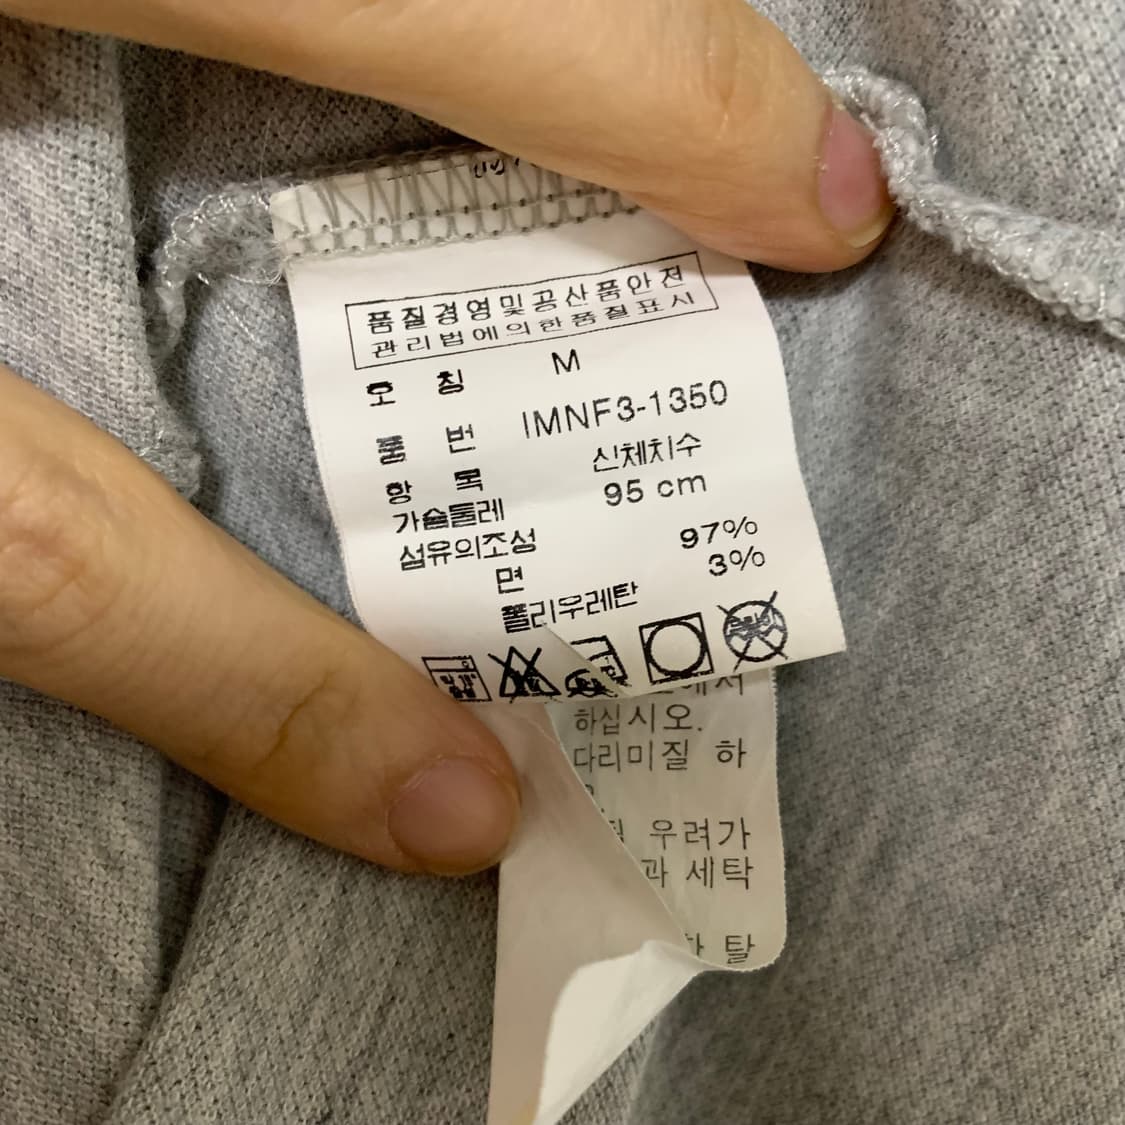 품질경영및공산품안전
관리법에의한품질표시
호 칭 M
품 번 IMNF3-1350
항 목 신체치수
가슴둘레 95 cm
섬유의조성
면 97%
폴리우레탄 3%
하십시오.
다리미질 하
우려가
과 세탁
탈